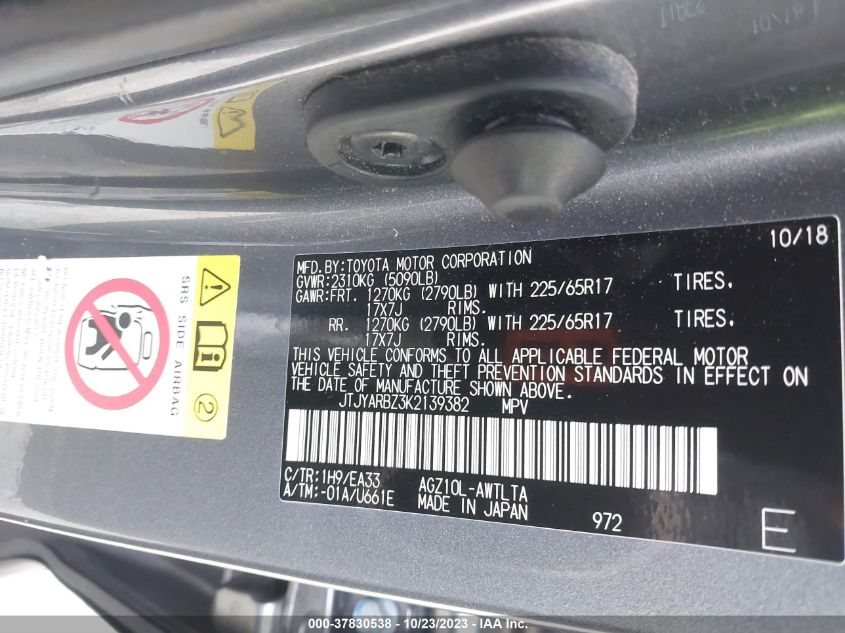 10/18
MFD.BY:TOYOTA MOTOR CORPORATION
GVWR:2310KG (5090LB)
GAWR:FRT. 1270KG (2790LB) WITH 225/65R17 TIRES,
17X7J RIMS.
RR. 1270KG (2790LB) WITH 225/65R17 TIRES,
17X7J RIMS.
THIS VEHICLE CONFORMS TO ALL APPLICABLE FEDERAL MOTOR
VEHICLE SAFETY AND THEFT PREVENTION STANDARDS IN EFFECT ON
THE DATE OF MANUFACTURE SHOWN ABOVE.
JTJYARBZ3K2139382 MPV
C/TR:1H9/EA33 AGZ10L-AWTLTA
A/TM:-01A/U661E MADE IN JAPAN
972
E
SRS SIDE AIRBAG
2
TIRES
10/18
000-37830538 - 10/23/2023 - IAA, Inc.